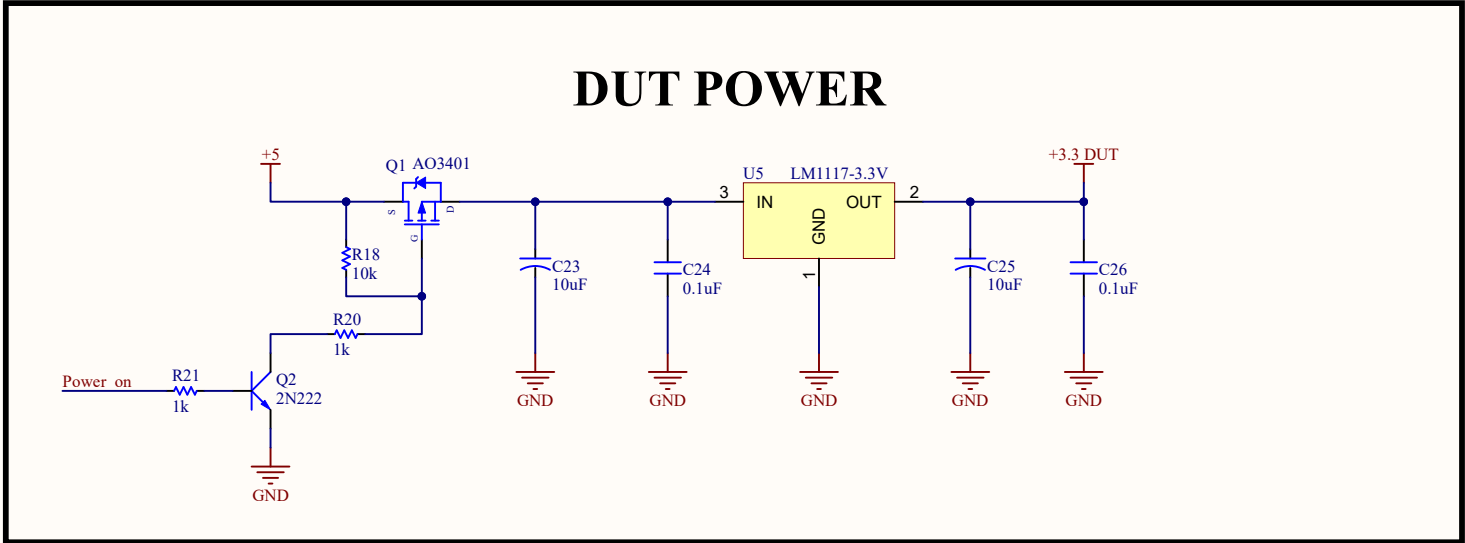 DUT POWER
+5
Q1 AO3401
S
D
G
R18
10k
R20
1k
Power on
R21
1k
Q2
2N222
GND
C23
10uF
GND
C24
0.1uF
GND
U5 LM1117-3.3V
3
IN
OUT
2
GND
1
GND
C25
10uF
GND
+3.3 DUT
C26
0.1uF
GND